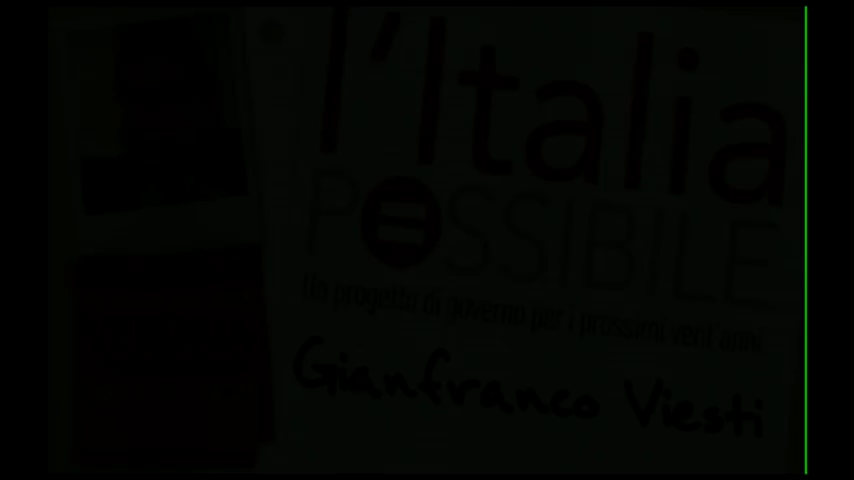 l'Italia
POSSIBILE
Un progetto di governo per i prossimi vent'anni
Gianfranco Viesti